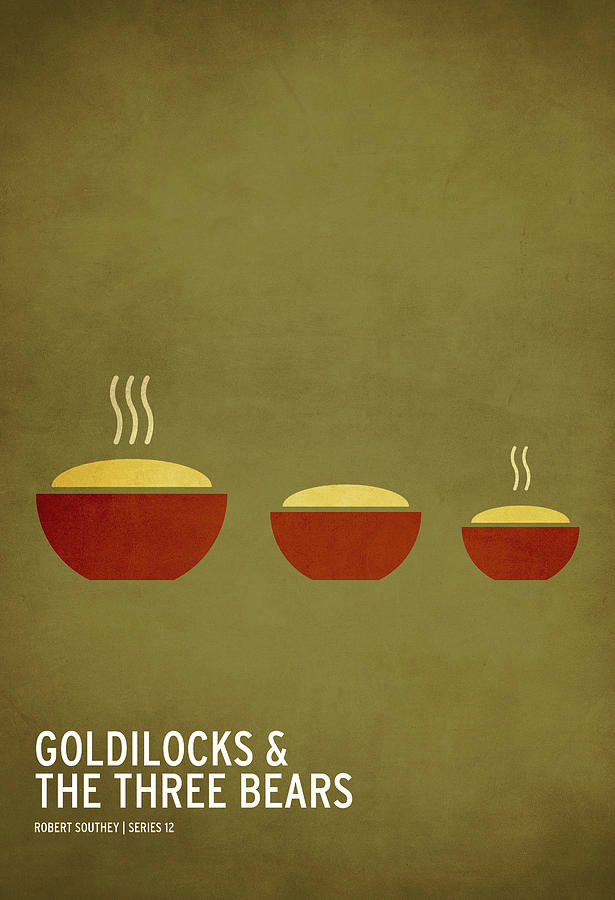 GOLDILOCKS &
THE THREE BEARS
ROBERT SOUTHEY | SERIES 12